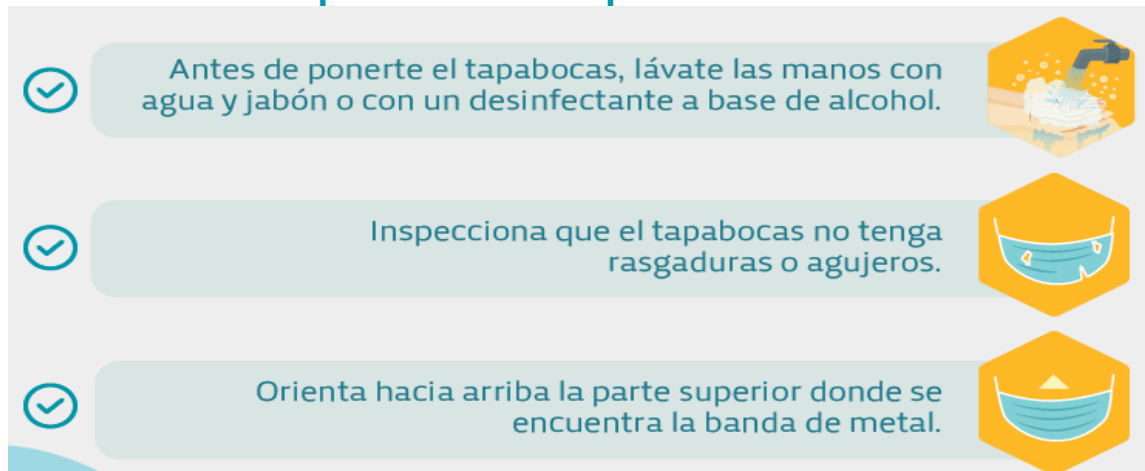 Antes de ponerte el tapabocas, lávate las manos con
agua y jabón o con un desinfectante a base de alcohol.
Inspecciona que el tapabocas no tenga
rasgaduras o agujeros.
Orienta hacia arriba la parte superior donde se
encuentra la banda de metal.